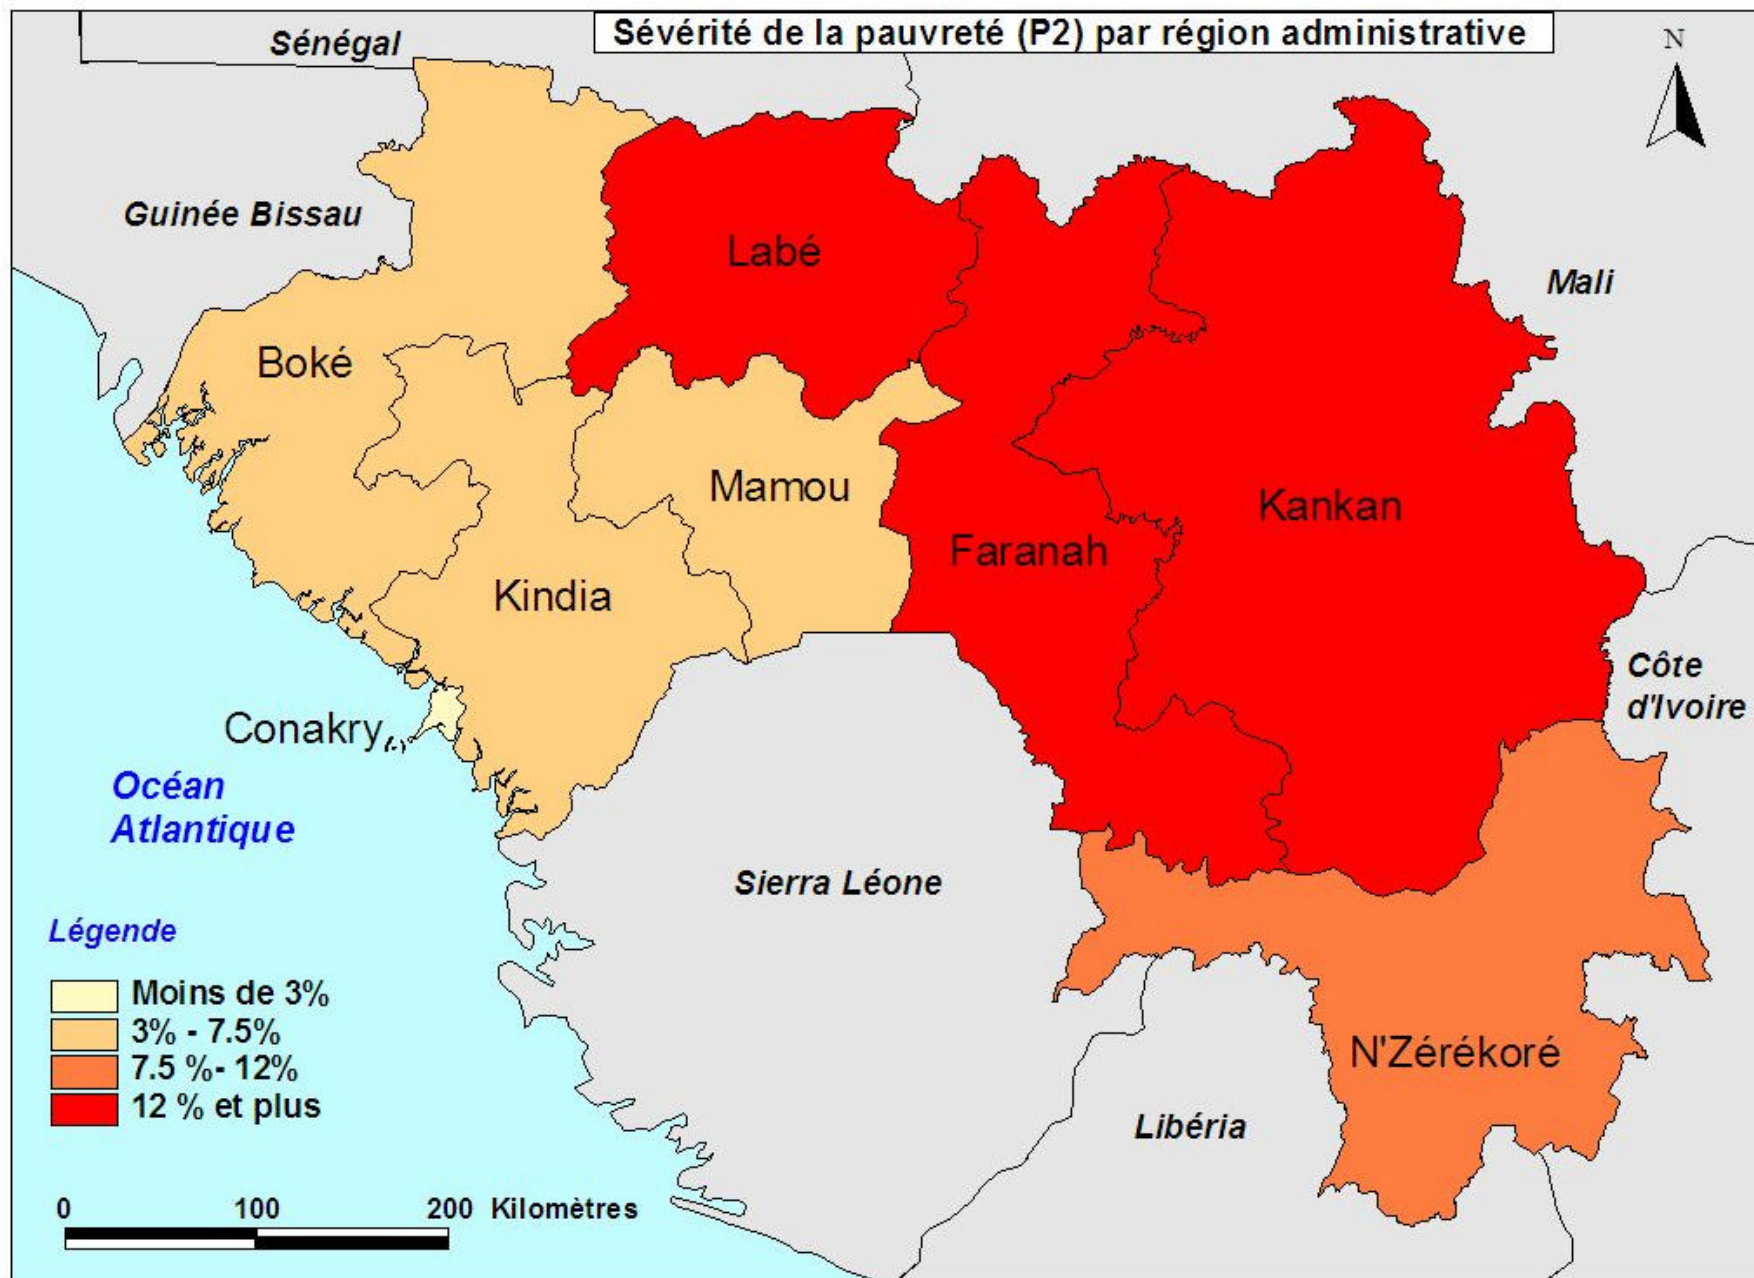 Sévérité de la pauvreté (P2) par région administrative
N
Sénégal
Guinée Bissau
Labé
Mali
Boké
Mamou
Kankan
Faranah
Kindia
Côte
d'Ivoire
Conakry
Océan
Atlantique
Sierra Léone
Légende
Moins de 3%
3% - 7.5%
7.5 %- 12%
12 % et plus
N'Zérékoré
Libéria
0 100 200 Kilomètres